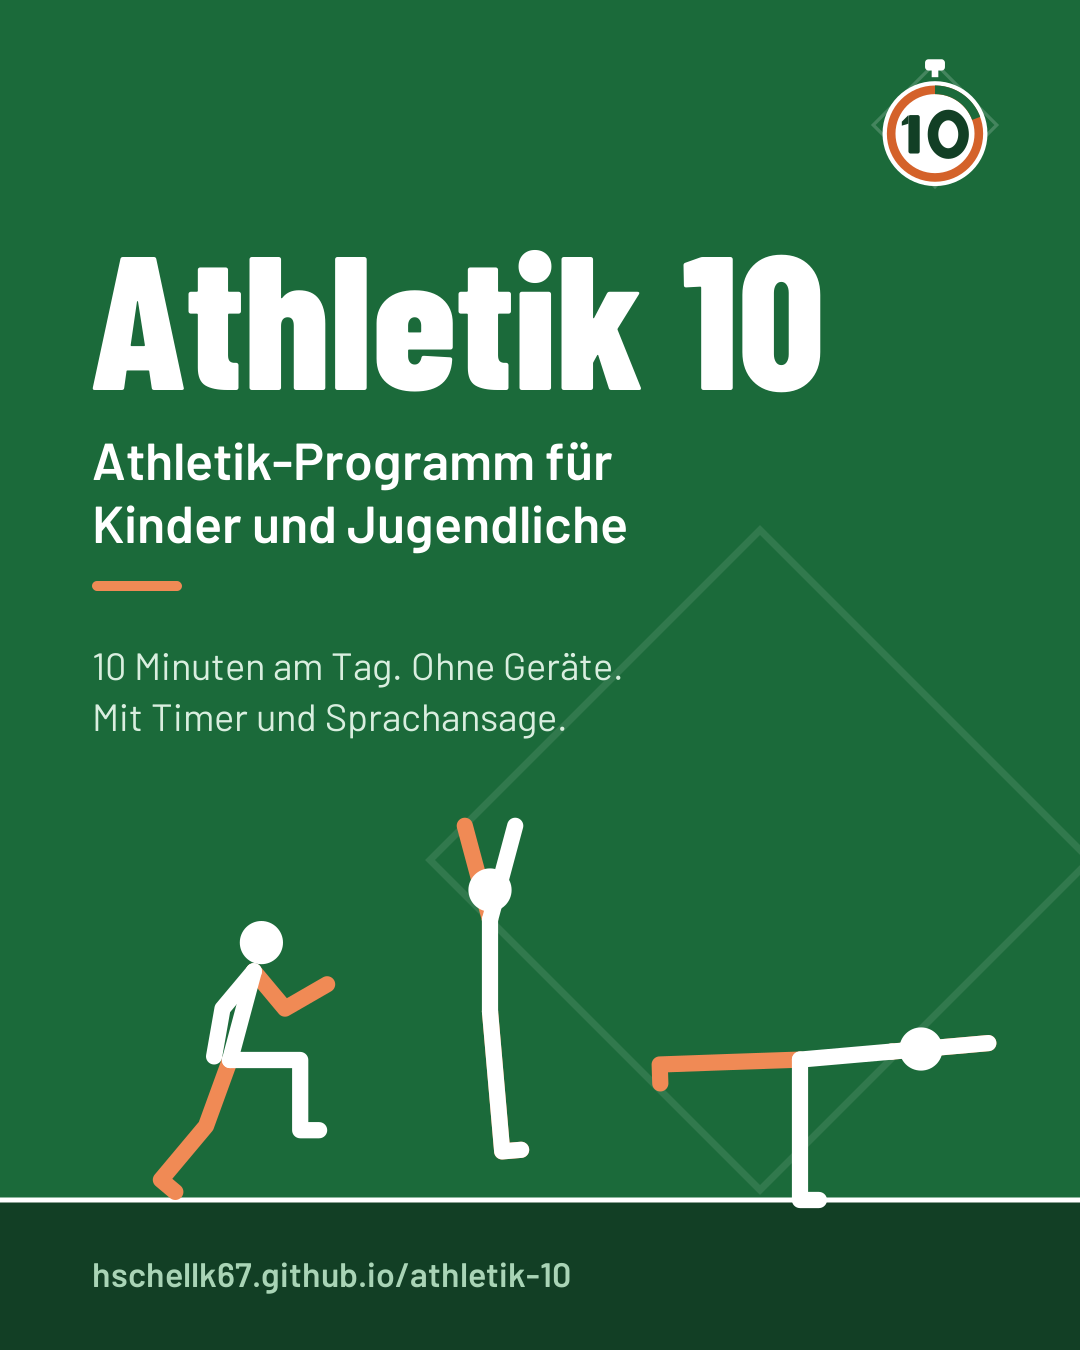 10
Athletik 10
Athletik-Programm für
Kinder und Jugendliche
10 Minuten am Tag. Ohne Geräte.
Mit Timer und Sprachansage.
hschellk67.github.io/athletik-10